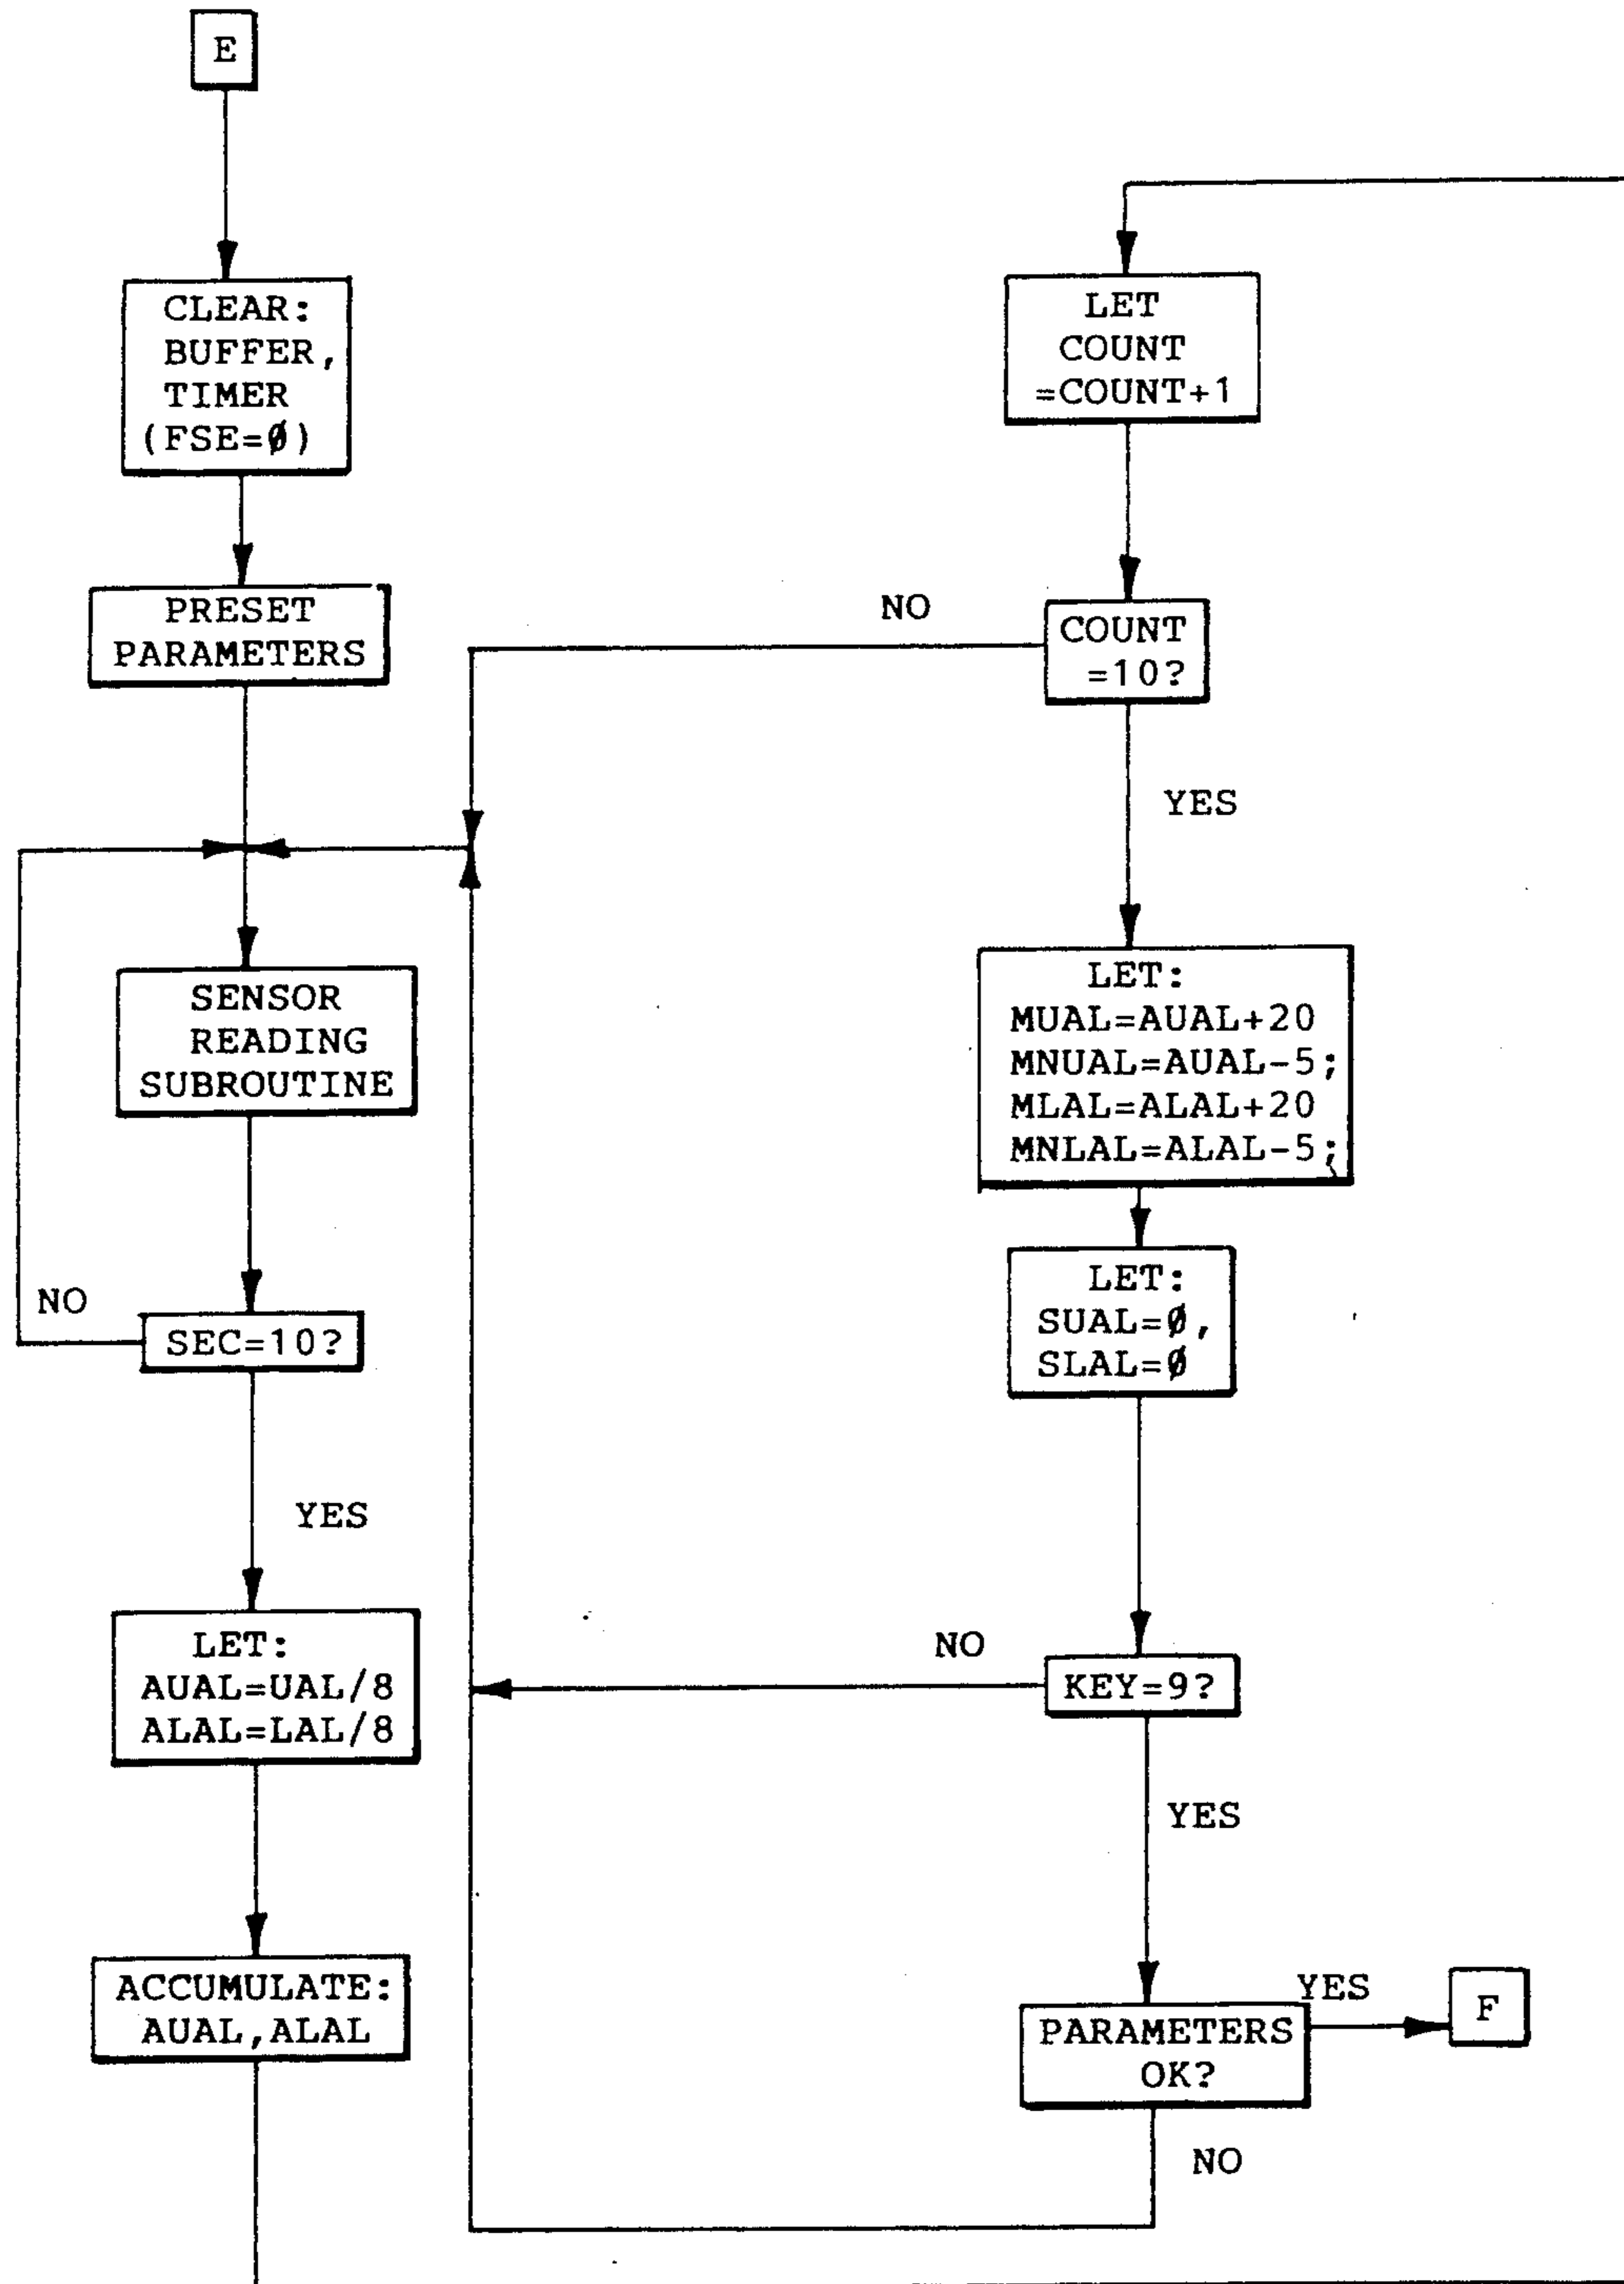 E
CLEAR:
BUFFER,
TIMER
(FSE=Ø)
PRESET
PARAMETERS
SENSOR
READING
SUBROUTINE
NO
SEC=10?
YES
LET:
AUAL=UAL/8
ALAL=LAL/8
ACCUMULATE:
AUAL,ALAL
LET
COUNT
=COUNT+1
NO
COUNT
=10?
YES
LET:
MUAL=AUAL+20
MNUAL=AUAL-5;
MLAL=ALAL+20
MNLAL=ALAL-5;
LET:
SUAL=Ø,
SLAL=Ø
NO
KEY=9?
YES
PARAMETERS
OK?
YES
F
NO